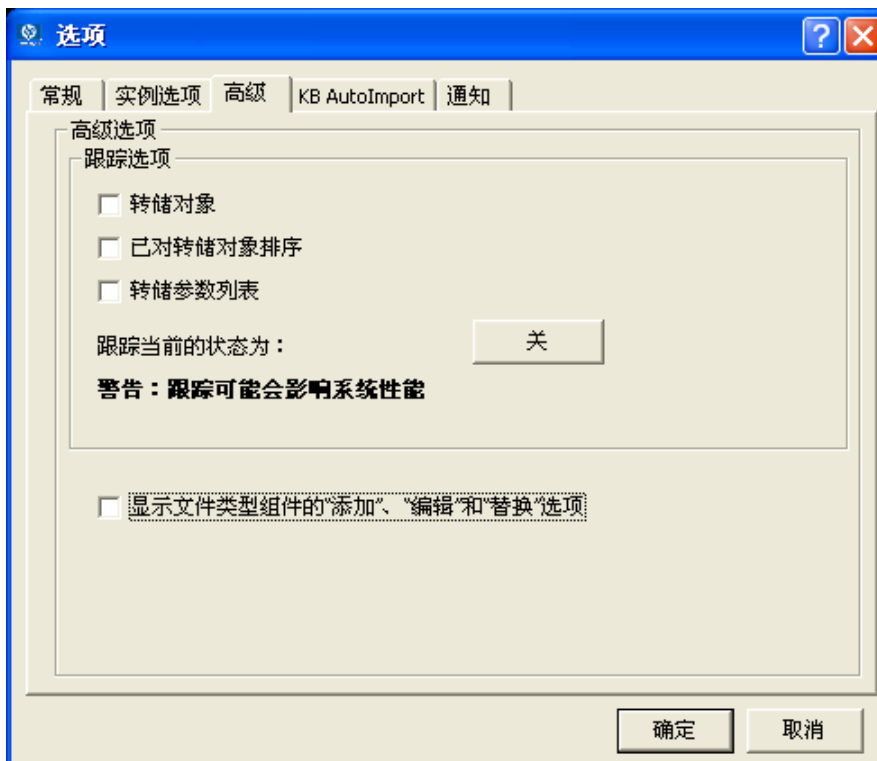 选项
常规 实例选项 高级 KB AutoImport 通知
高级选项
跟踪选项
转储对象
已对转储对象排序
转储参数列表
跟踪当前的状态为： 关
警告：跟踪可能会影响系统性能
显示文件类型组件的“添加”、“编辑”和“替换”选项
确定 取消